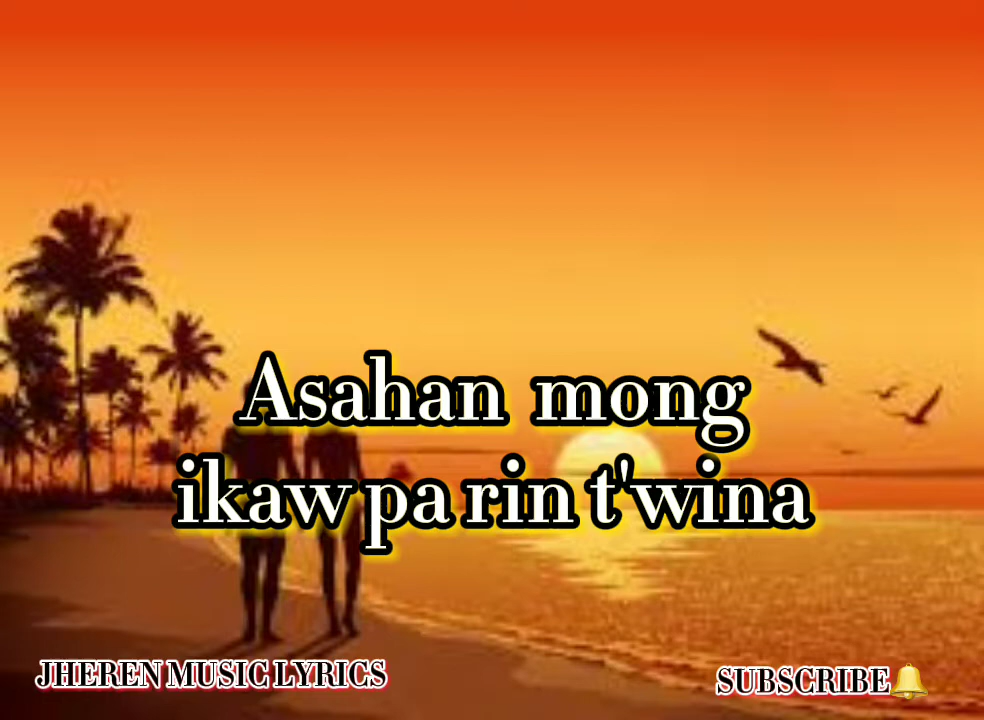 Asahan mong
ikaw pa rin t'wina
JHEREN MUSIC LYRICS
SUBSCRIBE🔔